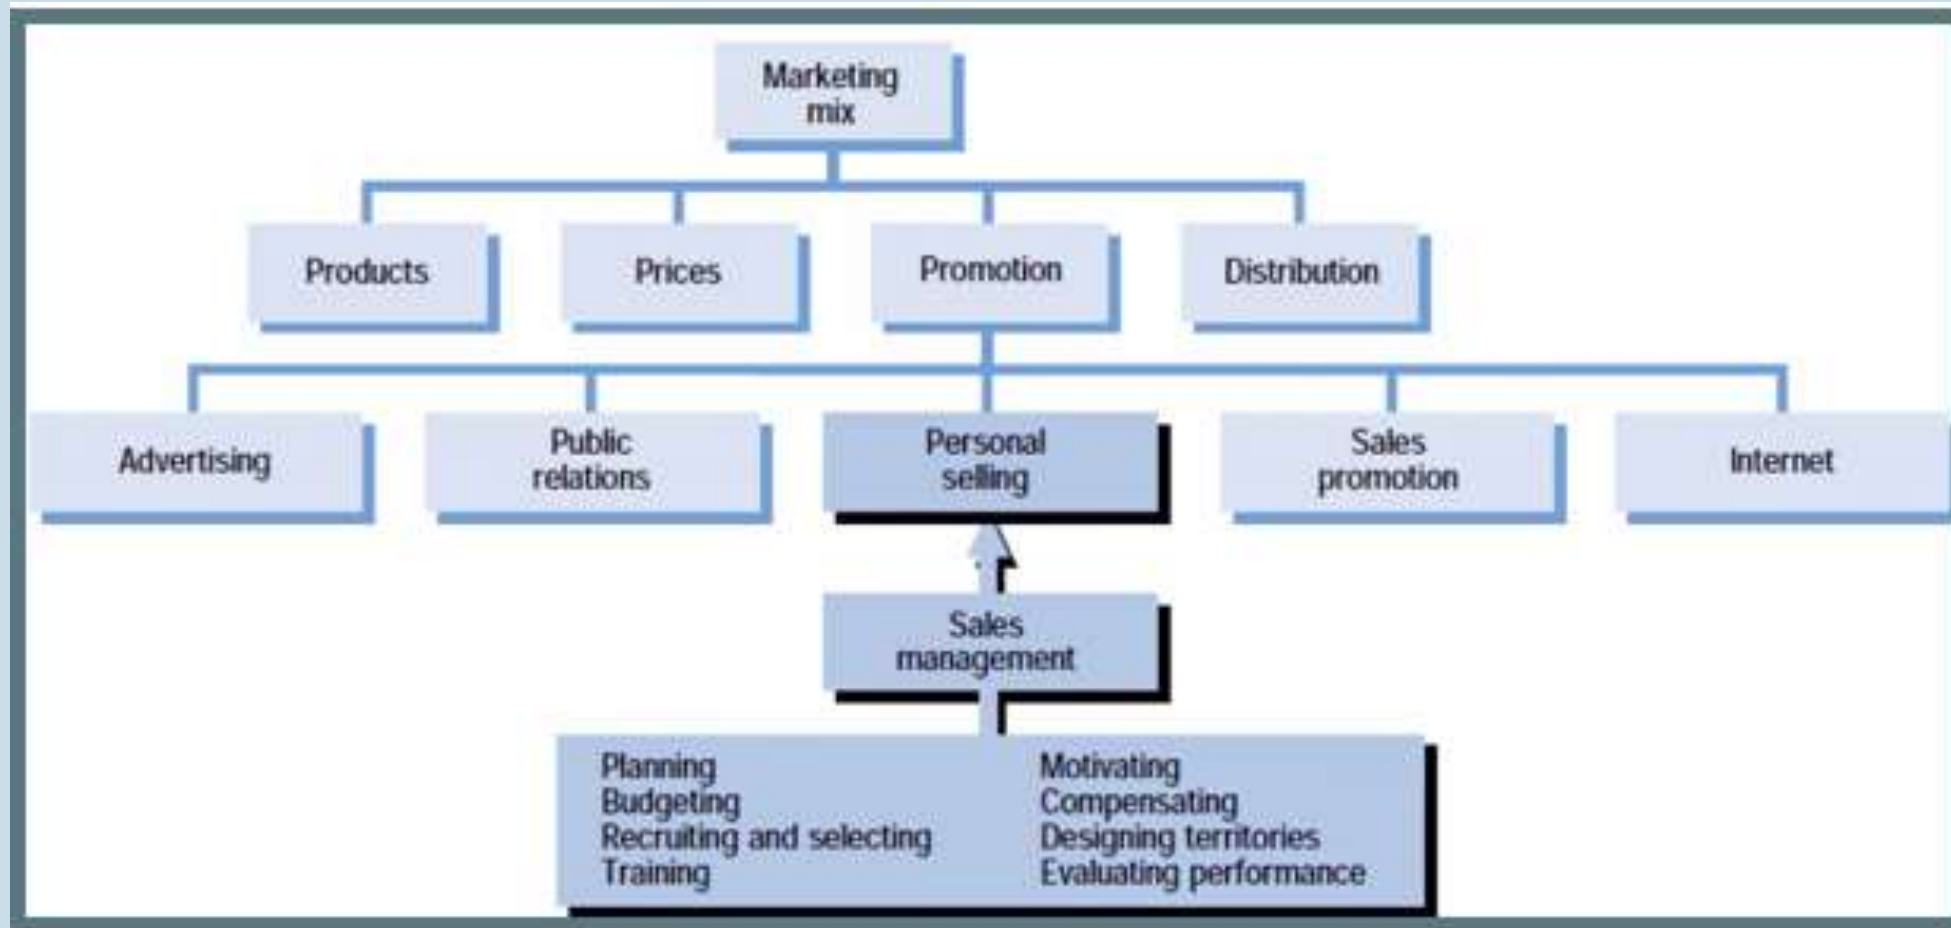 Marketing
mix
Products
Prices
Promotion
Distribution
Advertising
Public
relations
Personal
selling
Sales
promotion
Internet
Sales
management
Planning
Budgeting
Recruiting and selecting
Training
Motivating
Compensating
Designing territories
Evaluating performance